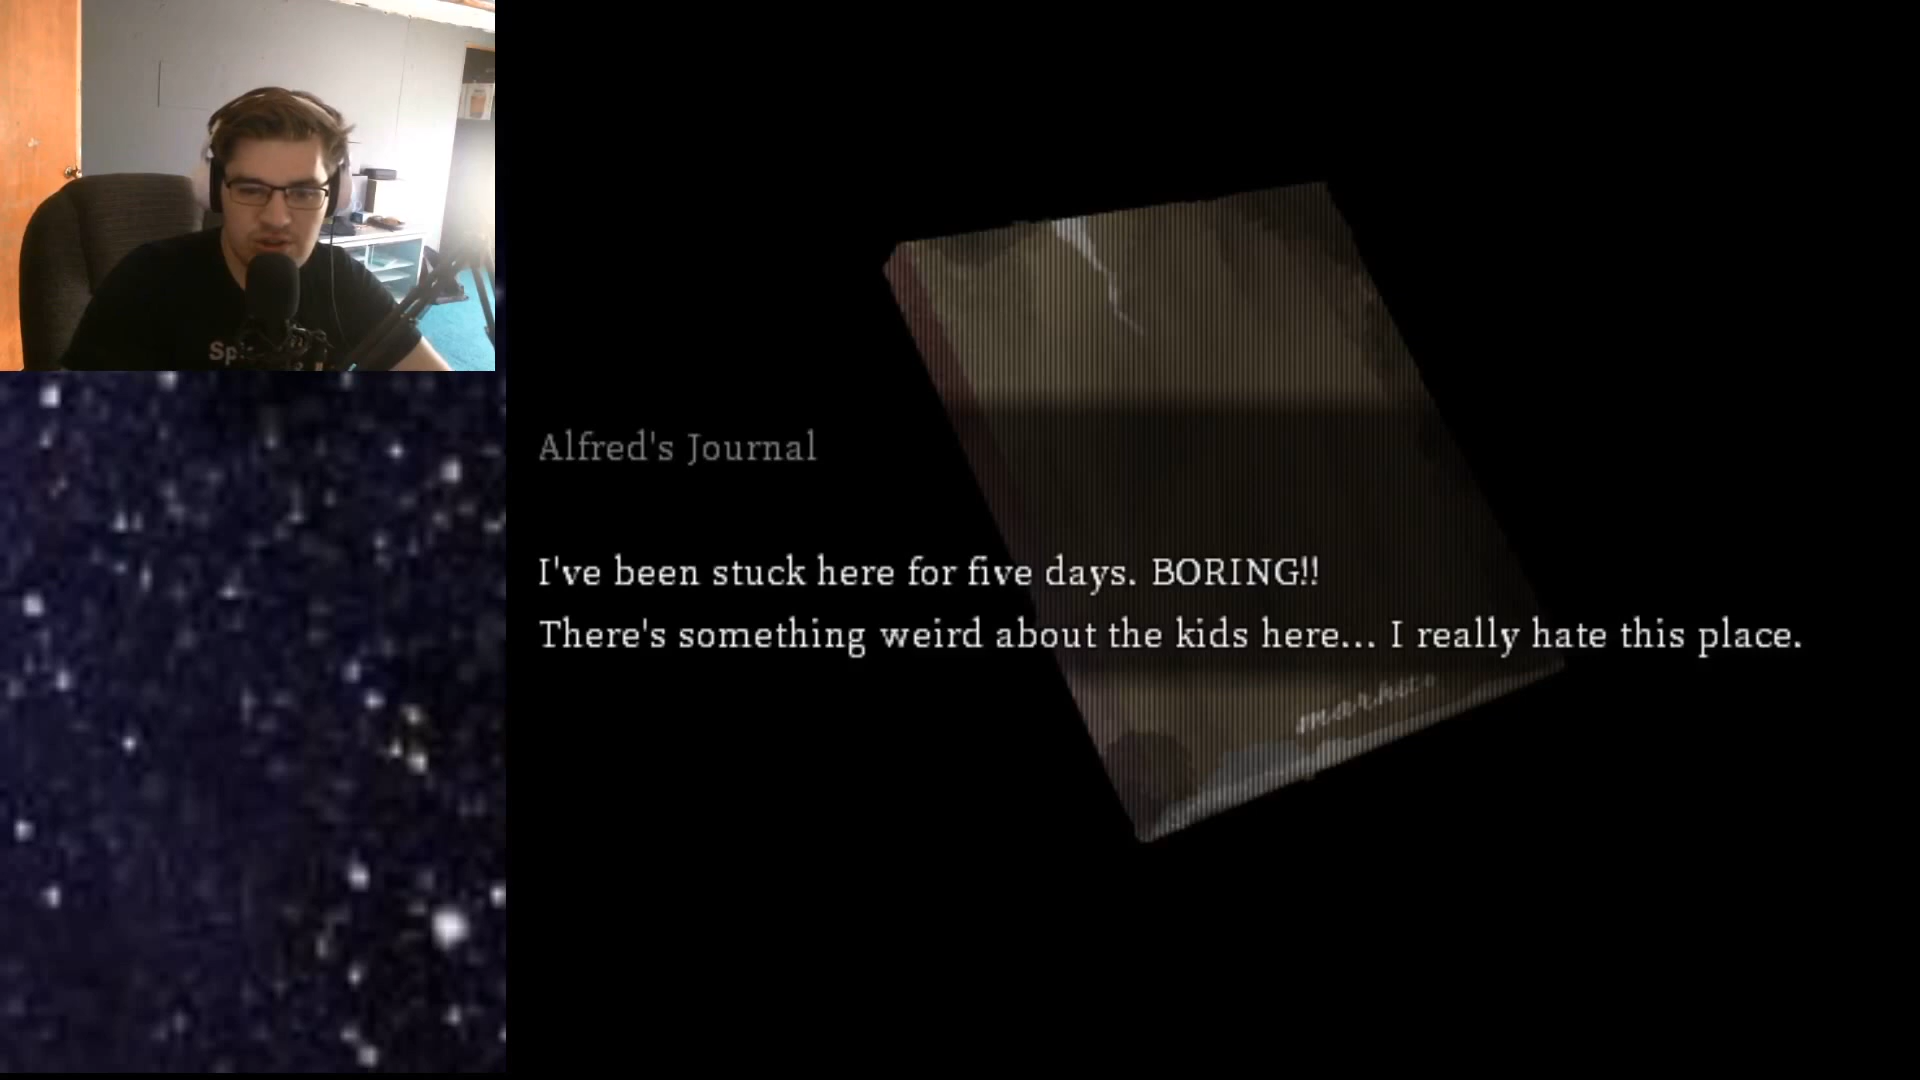 Alfred's Journal
I've been stuck here for five days. BORING!!
There's something weird about the kids here... I really hate this place.